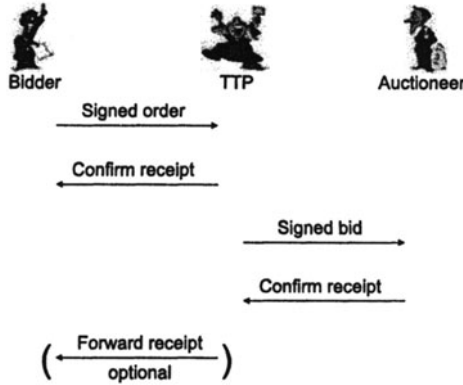 Bidder TTP Auctioneer
Signed order
Confirm receipt
Signed bid
Confirm receipt
( Forward receipt )
optional